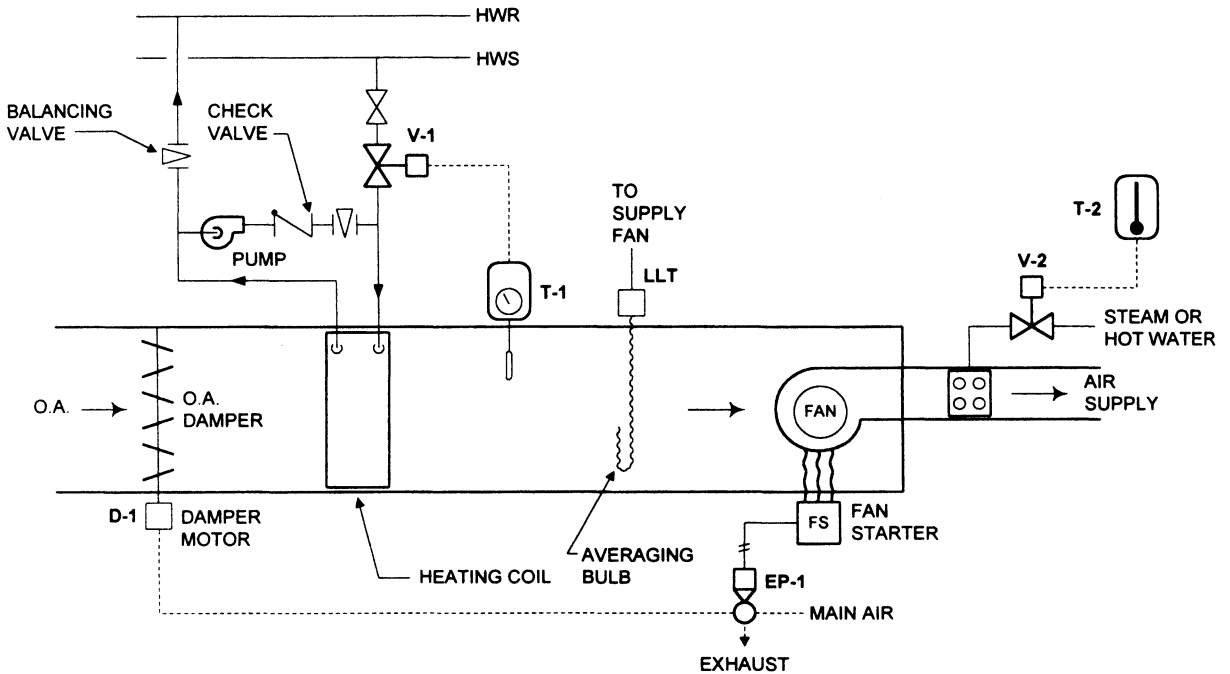 HWR
HWS
BALANCING
VALVE
CHECK
VALVE
V-1
TO
SUPPLY
FAN
T-2
PUMP
T-1
LLT
V-2
STEAM OR
HOT WATER
O.A.
O.A.
DAMPER
FAN
AIR
SUPPLY
D-1
DAMPER
MOTOR
FS
FAN
STARTER
HEATING COIL
AVERAGING
BULB
EP-1
MAIN AIR
EXHAUST